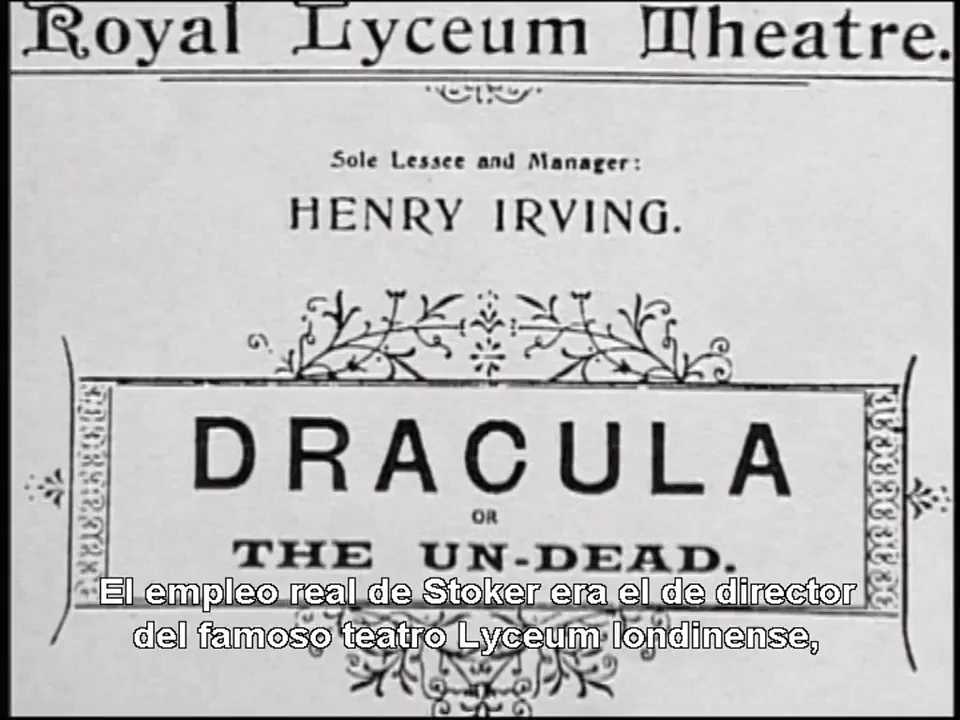 Royal Lyceum Theatre.
Sole Lessee and Manager:
HENRY IRVING.
DRACULA
OR
THE UN-DEAD.
El empleo real de Stoker era el de director
del famoso teatro Lyceum londinense,